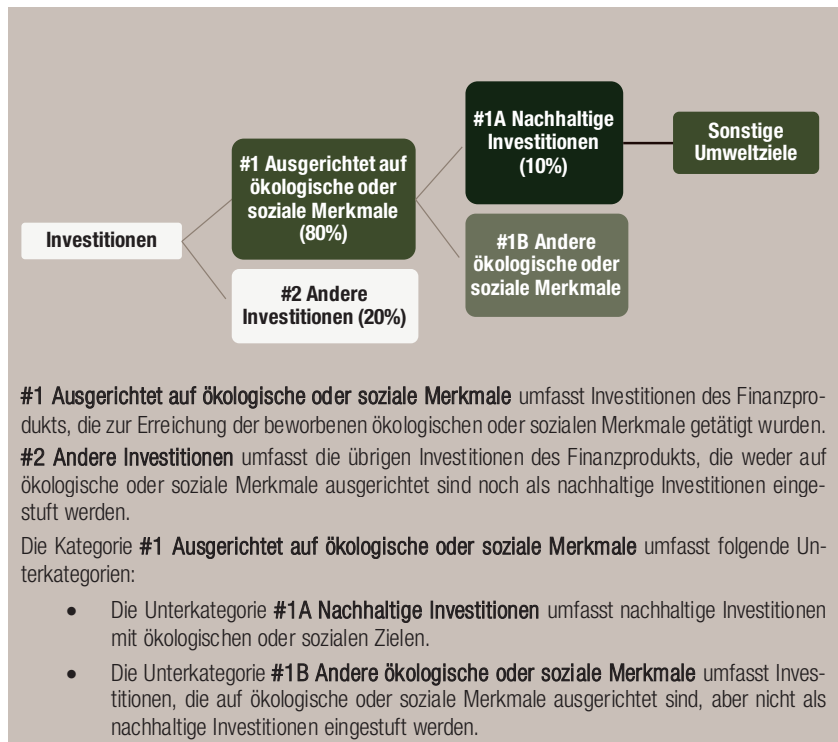 Investitionen
#1 Ausgerichtet auf
ökologische oder
soziale Merkmale
(80%)
#2 Andere
Investitionen (20%)
#1A Nachhaltige
Investitionen
(10%)
#1B Andere
ökologische oder
soziale Merkmale
Sonstige
Umweltziele
#1 Ausgerichtet auf ökologische oder soziale Merkmale umfasst Investitionen des Finanzpro-
dukts, die zur Erreichung der beworbenen ökologischen oder sozialen Merkmale getätigt wurden.
#2 Andere Investitionen umfasst die übrigen Investitionen des Finanzprodukts, die weder auf
ökologische oder soziale Merkmale ausgerichtet sind noch als nachhaltige Investitionen einge-
stuft werden.
Die Kategorie #1 Ausgerichtet auf ökologische oder soziale Merkmale umfasst folgende Un-
terkategorien:
• Die Unterkategorie #1A Nachhaltige Investitionen umfasst nachhaltige Investitionen
mit ökologischen oder sozialen Zielen.
• Die Unterkategorie #1B Andere ökologische oder soziale Merkmale umfasst Inves-
titionen, die auf ökologische oder soziale Merkmale ausgerichtet sind, aber nicht als
nachhaltige Investitionen eingestuft werden.